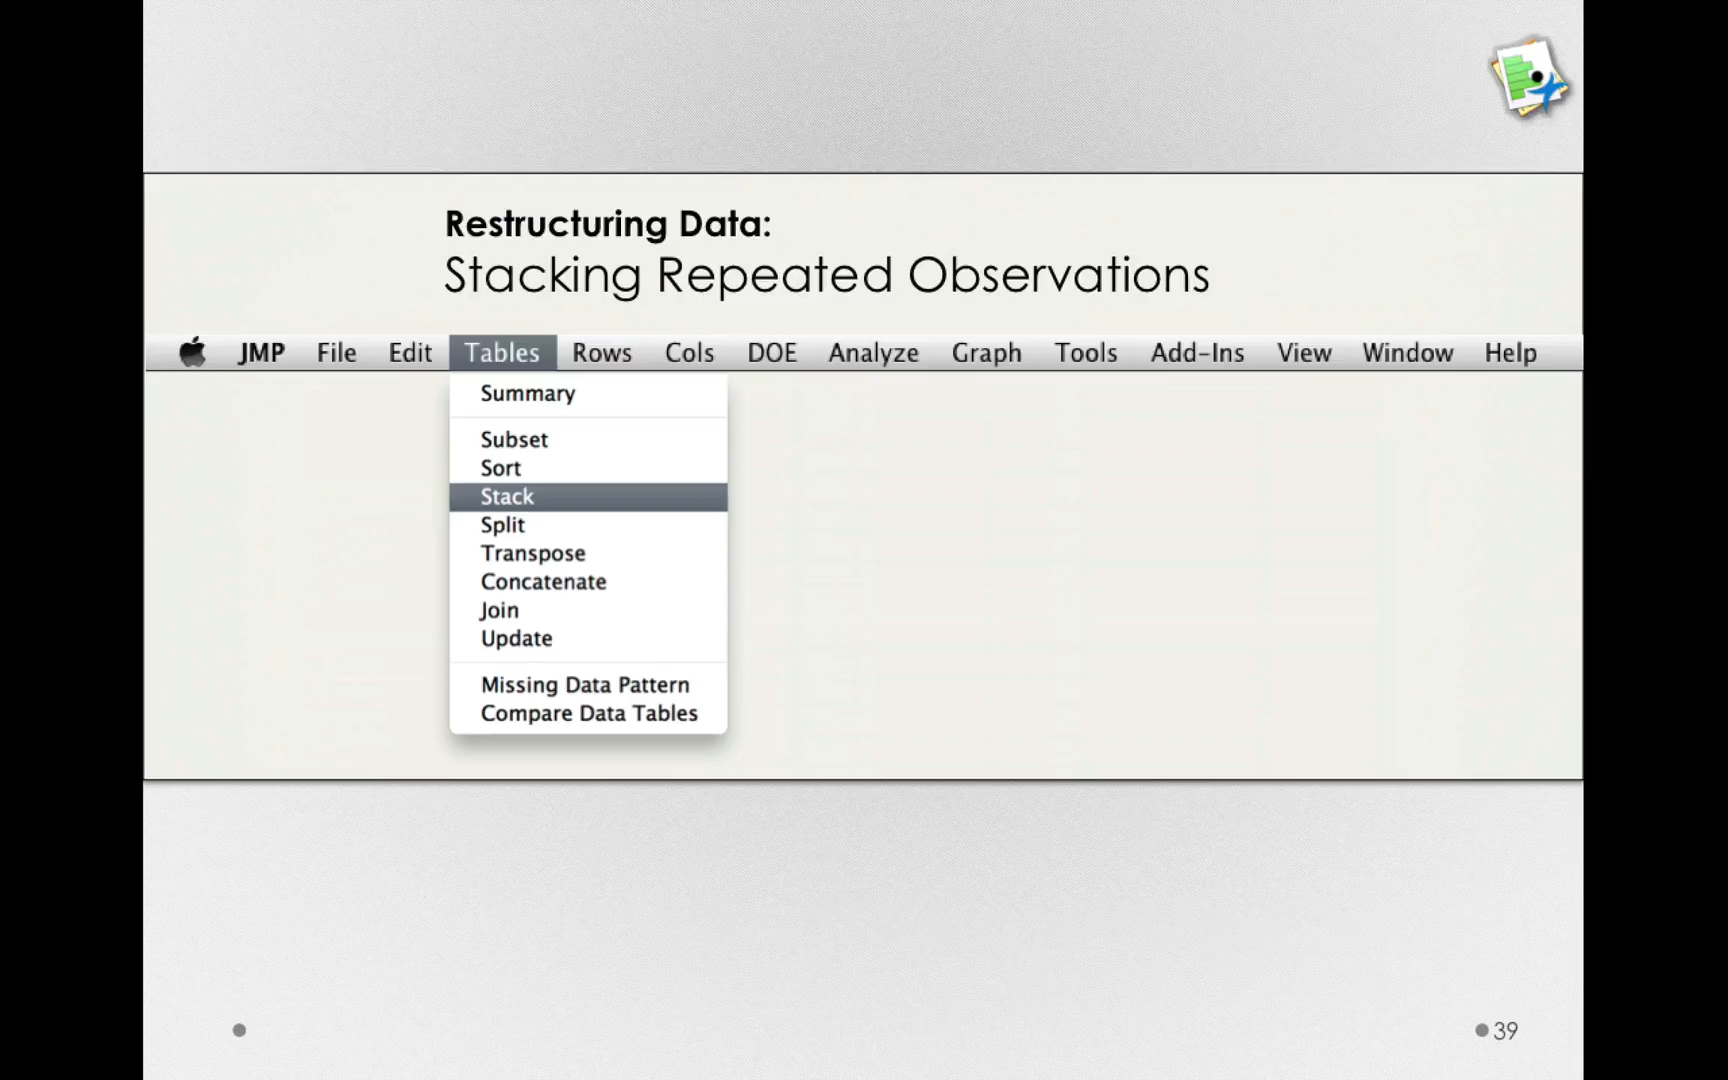 Restructuring Data:
Stacking Repeated Observations
JMP File Edit Tables Rows Cols DOE Analyze Graph Tools Add-Ins View Window Help
Summary
Subset
Sort
Stack
Split
Transpose
Concatenate
Join
Update
Missing Data Pattern
Compare Data Tables
39